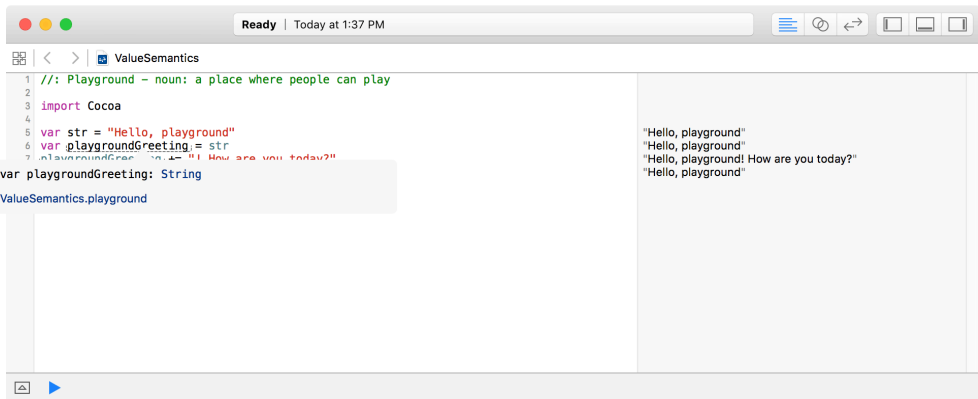 Ready | Today at 1:37 PM
ValueSemantics
1 //: Playground - noun: a place where people can play
2
3 import Cocoa
4
5 var str = "Hello, playground"
6 var playgroundGreeting = str
7 += "! How are you today?"
var playgroundGreeting: String
ValueSemantics.playground
"Hello, playground"
"Hello, playground"
"Hello, playground! How are you today?"
"Hello, playground"